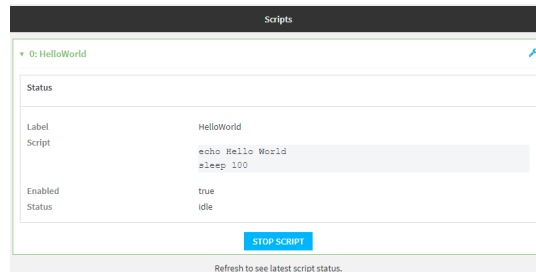 Scripts
0: HelloWorld
Status
Label HelloWorld
Script
echo Hello World
sleep 100
Enabled true
Status idle
STOP SCRIPT
Refresh to see latest script status.